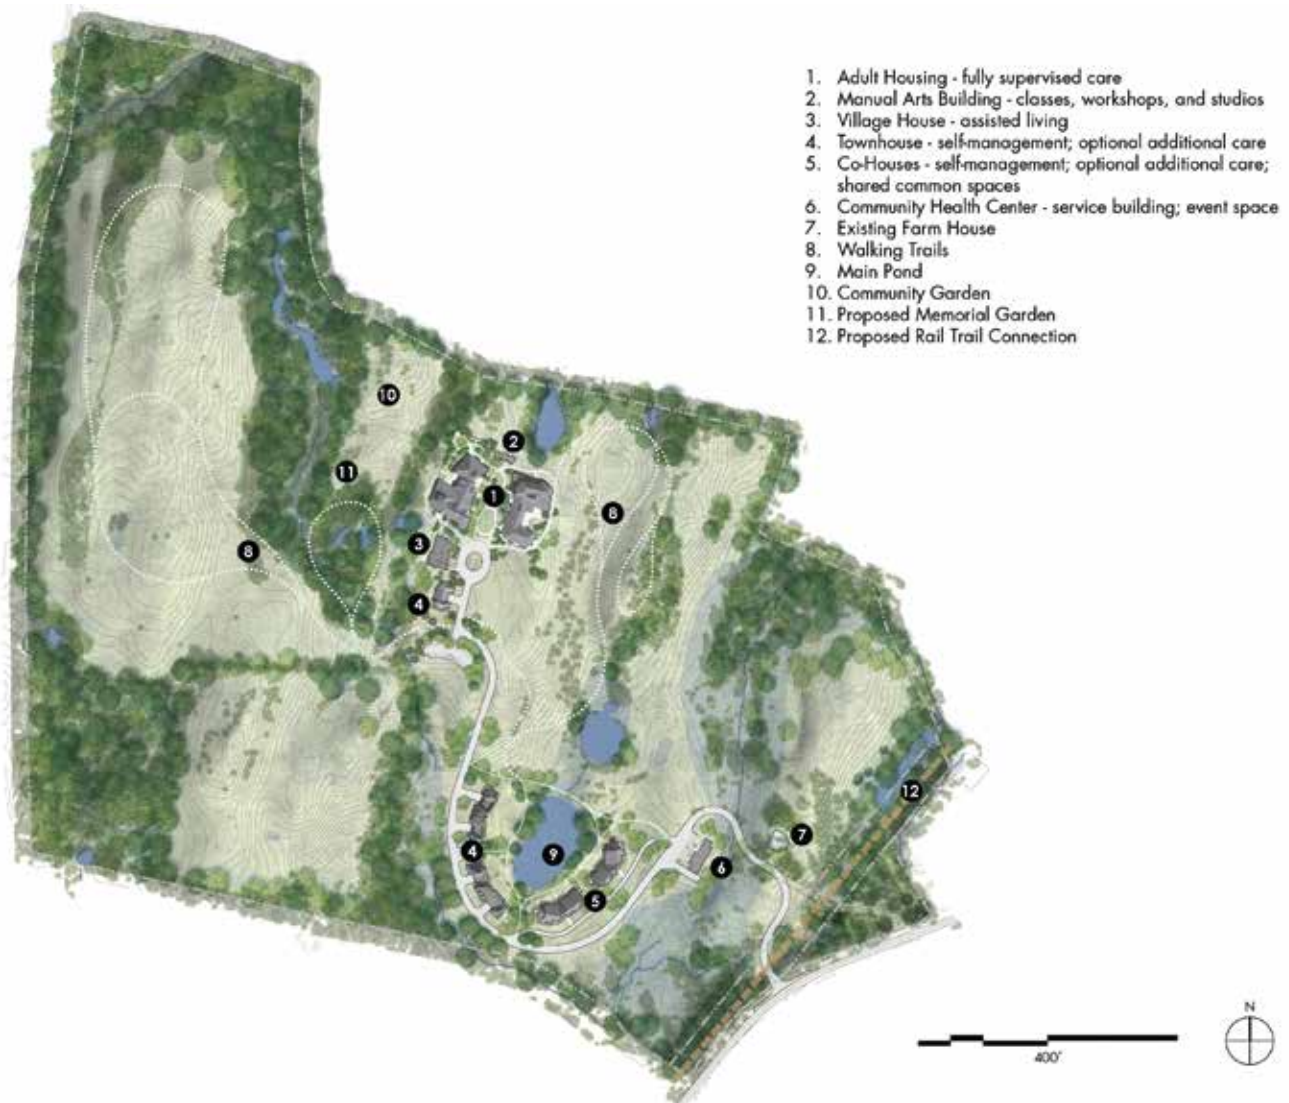 1. Adult Housing - fully supervised care
2. Manual Arts Building - classes, workshops, and studios
3. Village House - assisted living
4. Townhouse - self-management; optional additional care
5. Co-Houses - self-management; optional additional care;
shared common spaces
6. Community Health Center - service building; event space
7. Existing Farm House
8. Walking Trails
9. Main Pond
10. Community Garden
11. Proposed Memorial Garden
12. Proposed Rail Trail Connection
10
2
11
1
8
3
8
4
12
7
4
9
6
5
N
400'